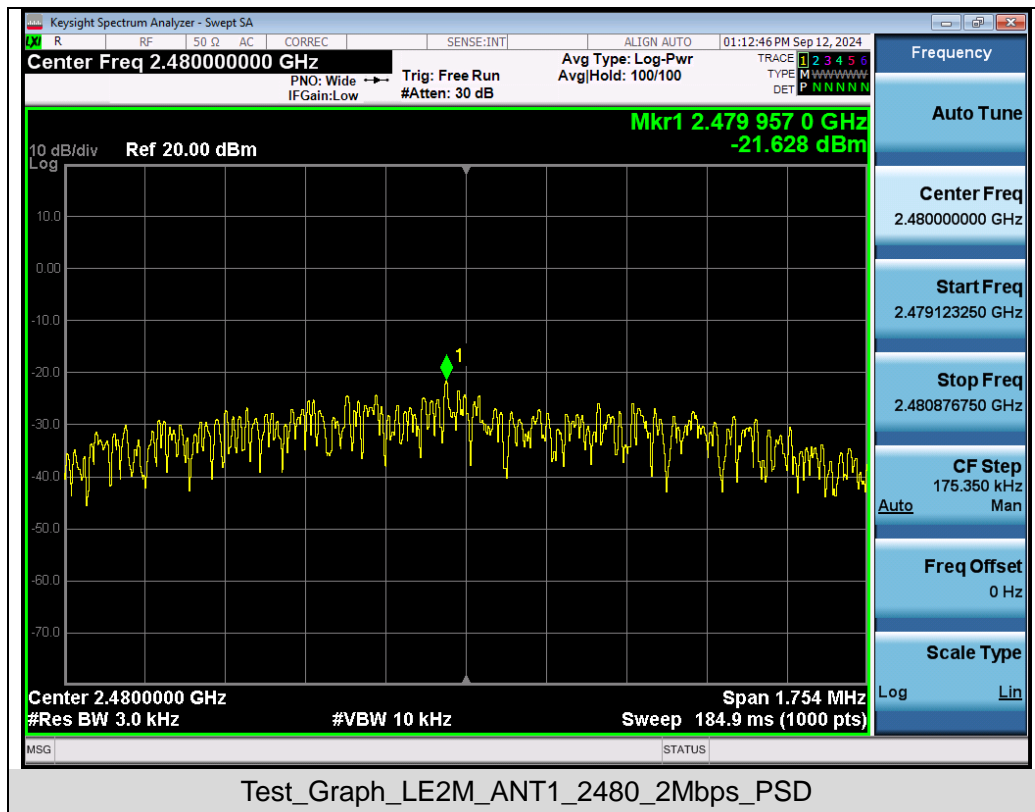 Keysight Spectrum Analyzer - Swept SA
LXI R RF 50 Ω AC CORREC SENSE:INT ALIGN AUTO 01:12:46 PM Sep 12, 2024
Center Freq 2.480000000 GHz
PNO: Wide
IFGain:Low
Trig: Free Run
#Atten: 30 dB
Avg Type: Log-Pwr
Avg|Hold: 100/100
TRACE 1 2 3 4 5 6
TYPE M WWWWW
DET P N N N N N
Mkr1 2.479 957 0 GHz
-21.628 dBm
10 dB/div Ref 20.00 dBm
Log
10.0
0.00
-10.0
-20.0
-30.0
-40.0
-50.0
-60.0
-70.0
1
Center 2.4800000 GHz Span 1.754 MHz
#Res BW 3.0 kHz #VBW 10 kHz Sweep 184.9 ms (1000 pts)
MSG STATUS
Frequency
Auto Tune
Center Freq
2.480000000 GHz
Start Freq
2.479123250 GHz
Stop Freq
2.480876750 GHz
CF Step
175.350 kHz
Auto Man
Freq Offset
0 Hz
Scale Type
Log Lin
Test_Graph_LE2M_ANT1_2480_2Mbps_PSD